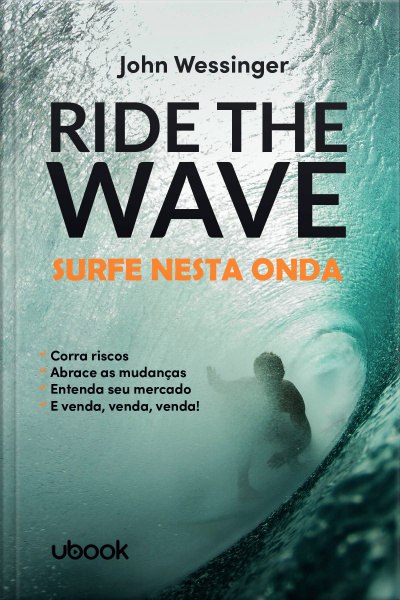 John Wessinger
RIDE THE
WAVE
SURFE NESTA ONDA
* Corra riscos
* Abrace as mudanças
* Entenda seu mercado
* E venda, venda, venda!
ubook